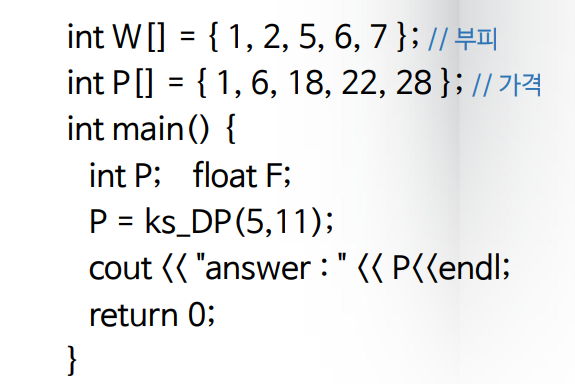 int W[] = { 1, 2, 5, 6, 7 }; // 부피
int P[] = { 1, 6, 18, 22, 28 }; // 가격
int main() {
int P; float F;
P = ks_DP(5,11);
cout << "answer : " << P<<endl;
return 0;
}